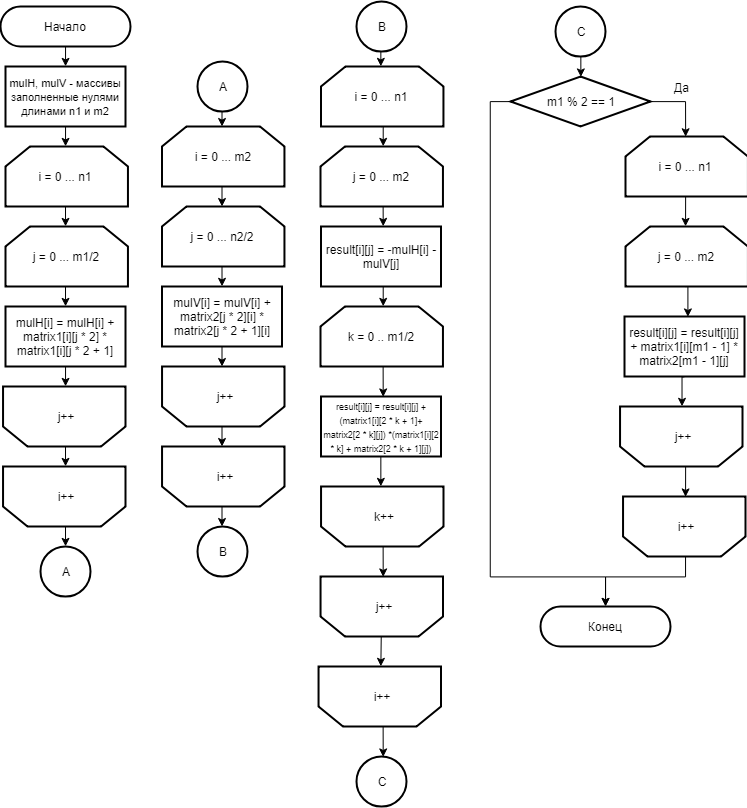 Начало
mulH, mulV - массивы
заполненные нулями
длинами n1 и m2
i = 0 ... n1
j = 0 ... m1/2
mulH[i] = mulH[i] +
matrix1[i][j * 2] *
matrix1[i][j * 2 + 1]
j++
i++
A
A
i = 0 ... m2
j = 0 ... n2/2
mulV[i] = mulV[i] +
matrix2[j * 2][i] *
matrix2[j * 2 + 1][i]
j++
i++
B
B
i = 0 ... n1
j = 0 ... m2
result[i][j] = -mulH[i] -
mulV[j]
k = 0 .. m1/2
result[i][j] = result[i][j] +
(matrix1[i][2 * k + 1]+
matrix2[2 * k][j]) *(matrix1[i][2
* k] + matrix2[2 * k + 1][j])
k++
j++
i++
C
C
m1 % 2 == 1
Да
i = 0 ... n1
j = 0 ... m2
result[i][j] = result[i][j]
+ matrix1[i][m1 - 1] *
matrix2[m1 - 1][j]
j++
i++
Конец